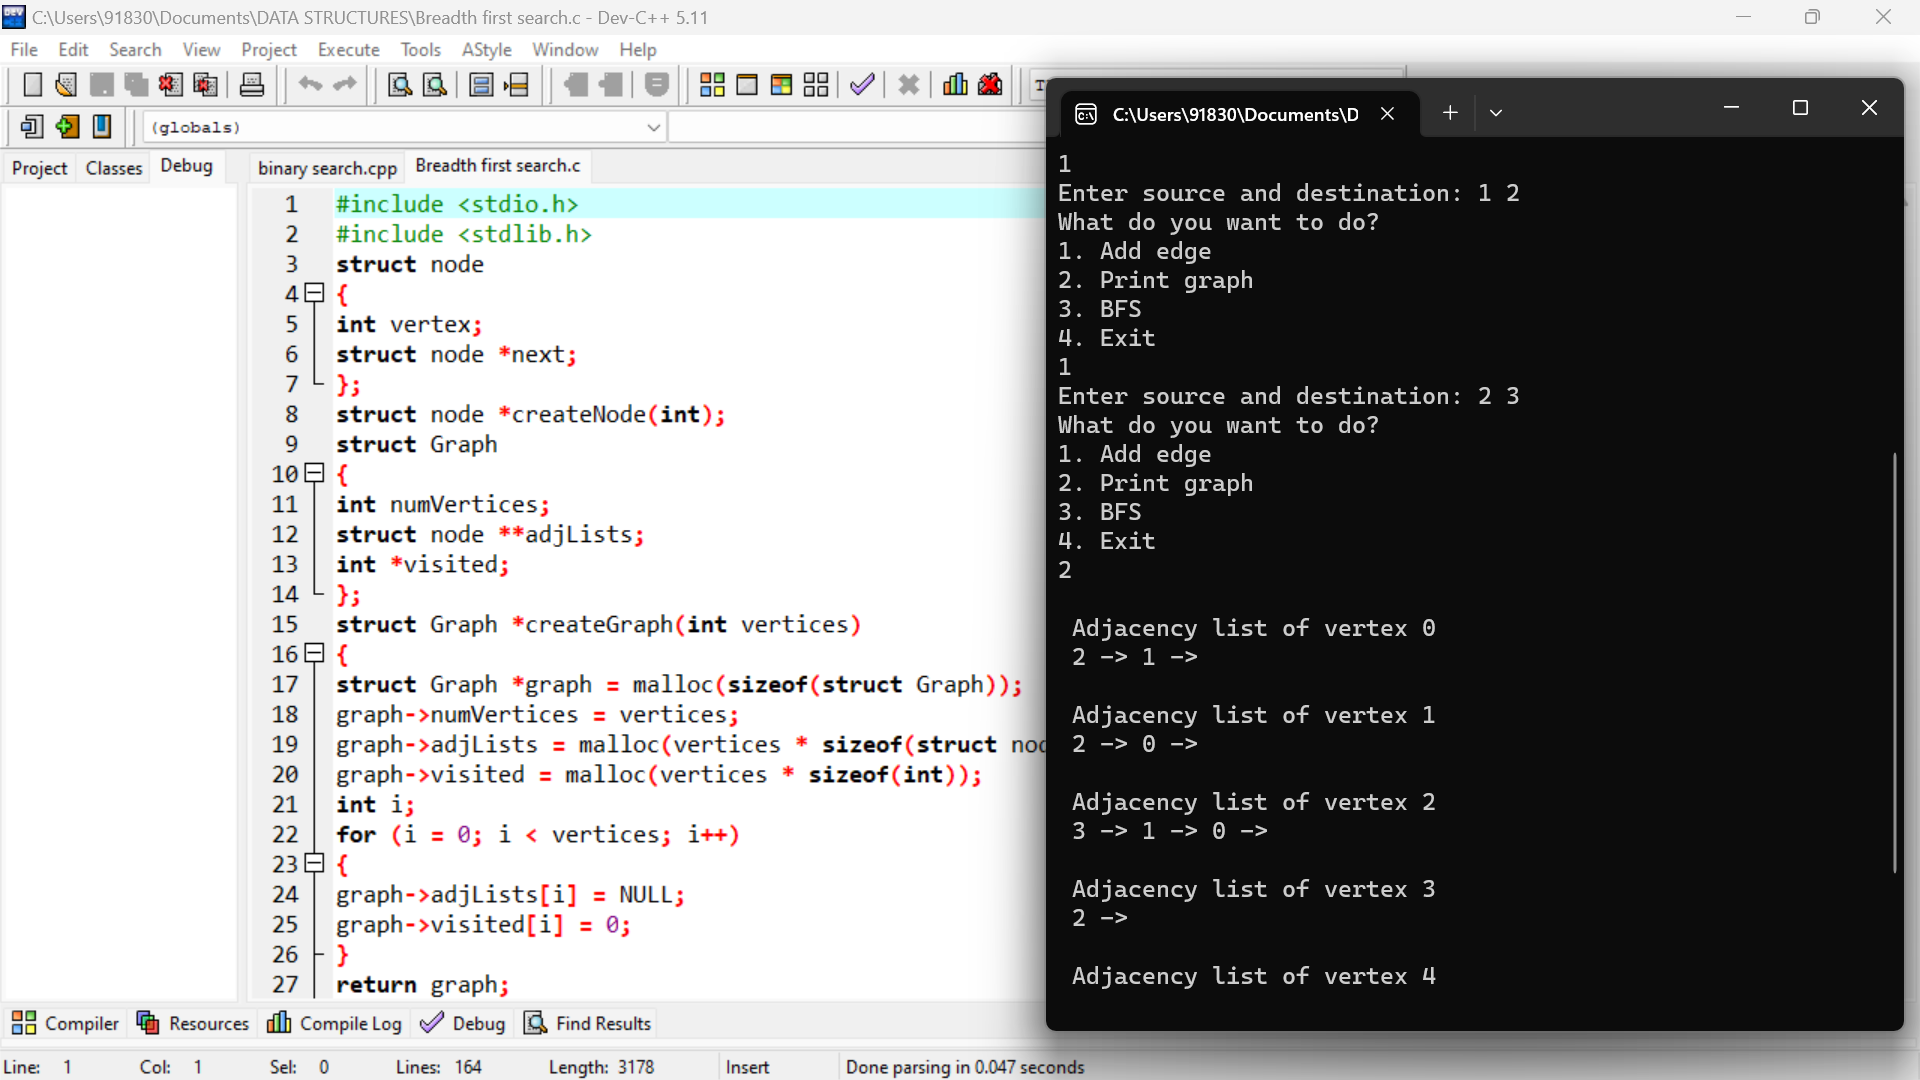 C:\Users\91830\Documents\DATA STRUCTURES\Breadth first search.c - Dev-C++ 5.11
File Edit Search View Project Execute Tools AStyle Window Help
(globals)
Project Classes Debug
binary search.cpp Breadth first search.c
1 #include <stdio.h>
2 #include <stdlib.h>
3 struct node
4 {
5 int vertex;
6 struct node *next;
7 };
8 struct node *createNode(int);
9 struct Graph
10 {
11 int numVertices;
12 struct node **adjLists;
13 int *visited;
14 };
15 struct Graph *createGraph(int vertices)
16 {
17 struct Graph *graph = malloc(sizeof(struct Graph));
18 graph->numVertices = vertices;
19 graph->adjLists = malloc(vertices * sizeof(struct
20 graph->visited = malloc(vertices * sizeof(int));
21 int i;
22 for (i = 0; i < vertices; i++)
23 {
24 graph->adjLists[i] = NULL;
25 graph->visited[i] = 0;
26 }
27 return graph;
C:\Users\91830\Documents\D
1
Enter source and destination: 1 2
What do you want to do?
1. Add edge
2. Print graph
3. BFS
4. Exit
1
Enter source and destination: 2 3
What do you want to do?
1. Add edge
2. Print graph
3. BFS
4. Exit
2
Adjacency list of vertex 0
2 -> 1 ->
Adjacency list of vertex 1
2 -> 0 ->
Adjacency list of vertex 2
3 -> 1 -> 0 ->
Adjacency list of vertex 3
2 ->
Adjacency list of vertex 4
Compiler Resources Compile Log Debug Find Results
Line: 1 Col: 1 Sel: 0 Lines: 164 Length: 3178 Insert Done parsing in 0.047 seconds